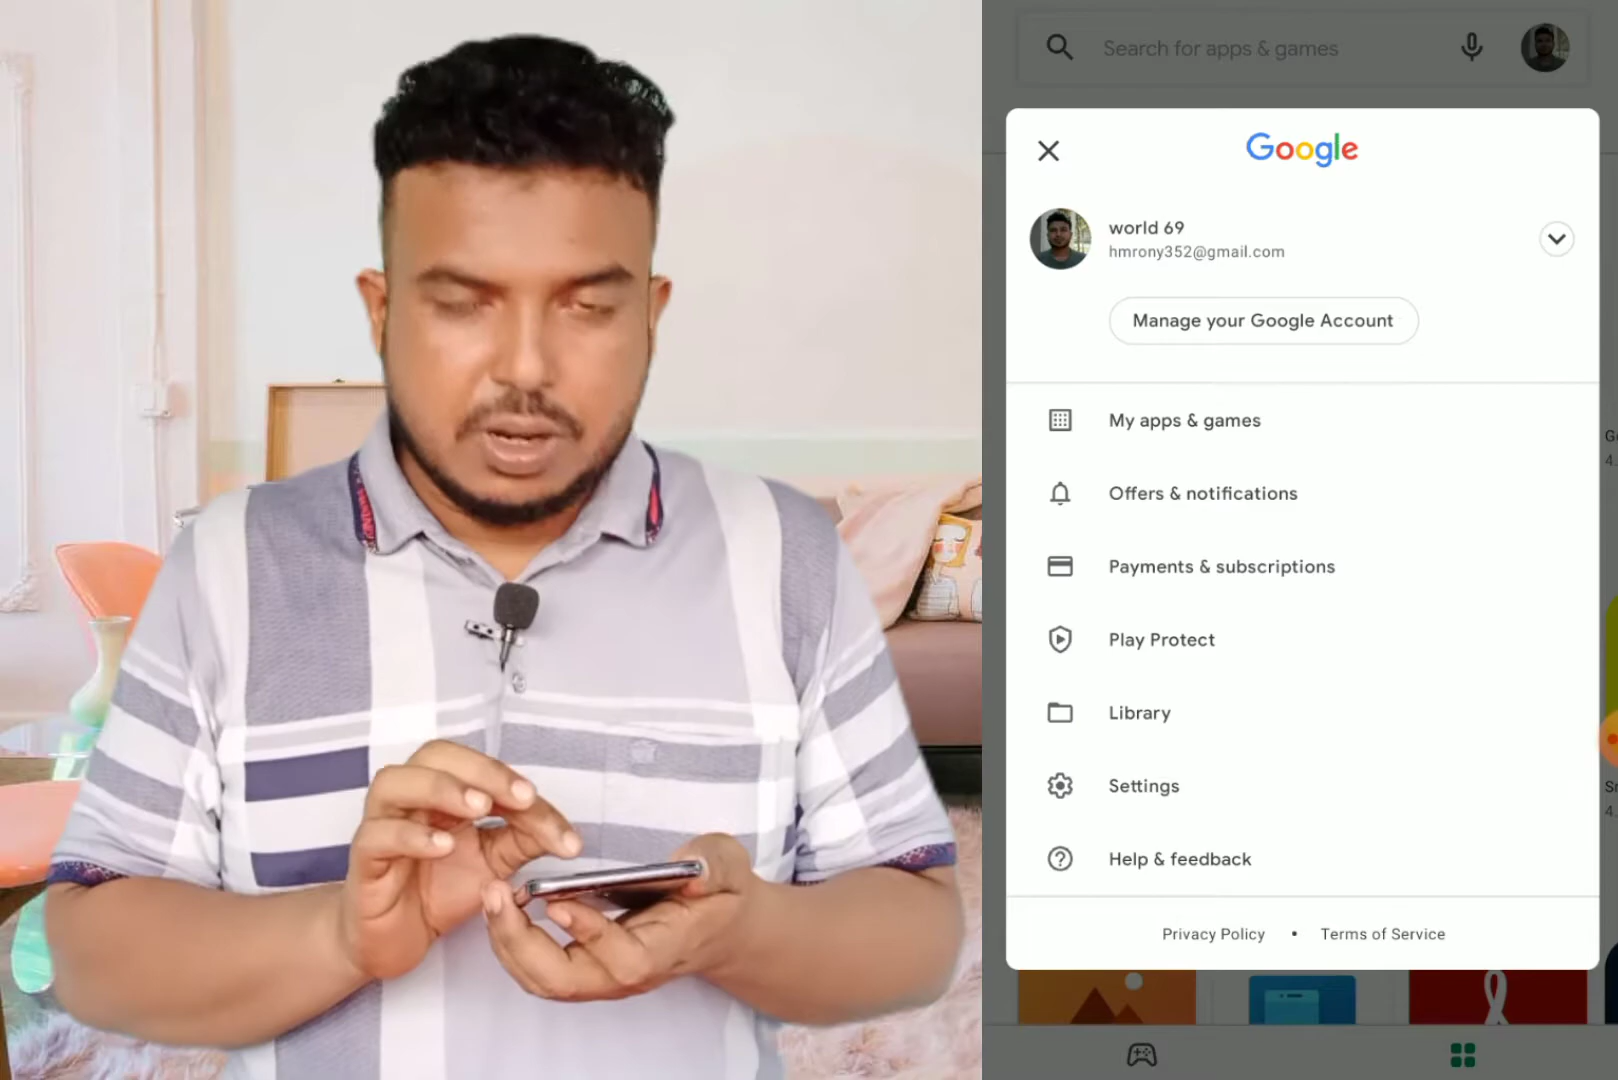 Search for apps & games
Google
world 69
hmrony352@gmail.com
Manage your Google Account
My apps & games
Offers & notifications
Payments & subscriptions
Play Protect
Library
Settings
Help & feedback
Privacy Policy • Terms of Service